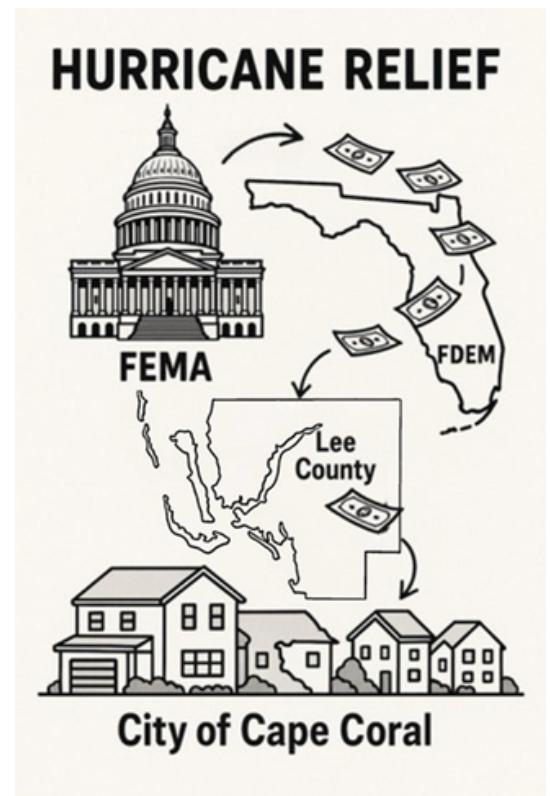 HURRICANE RELIEF
FEMA
FDEM
Lee
County
City of Cape Coral